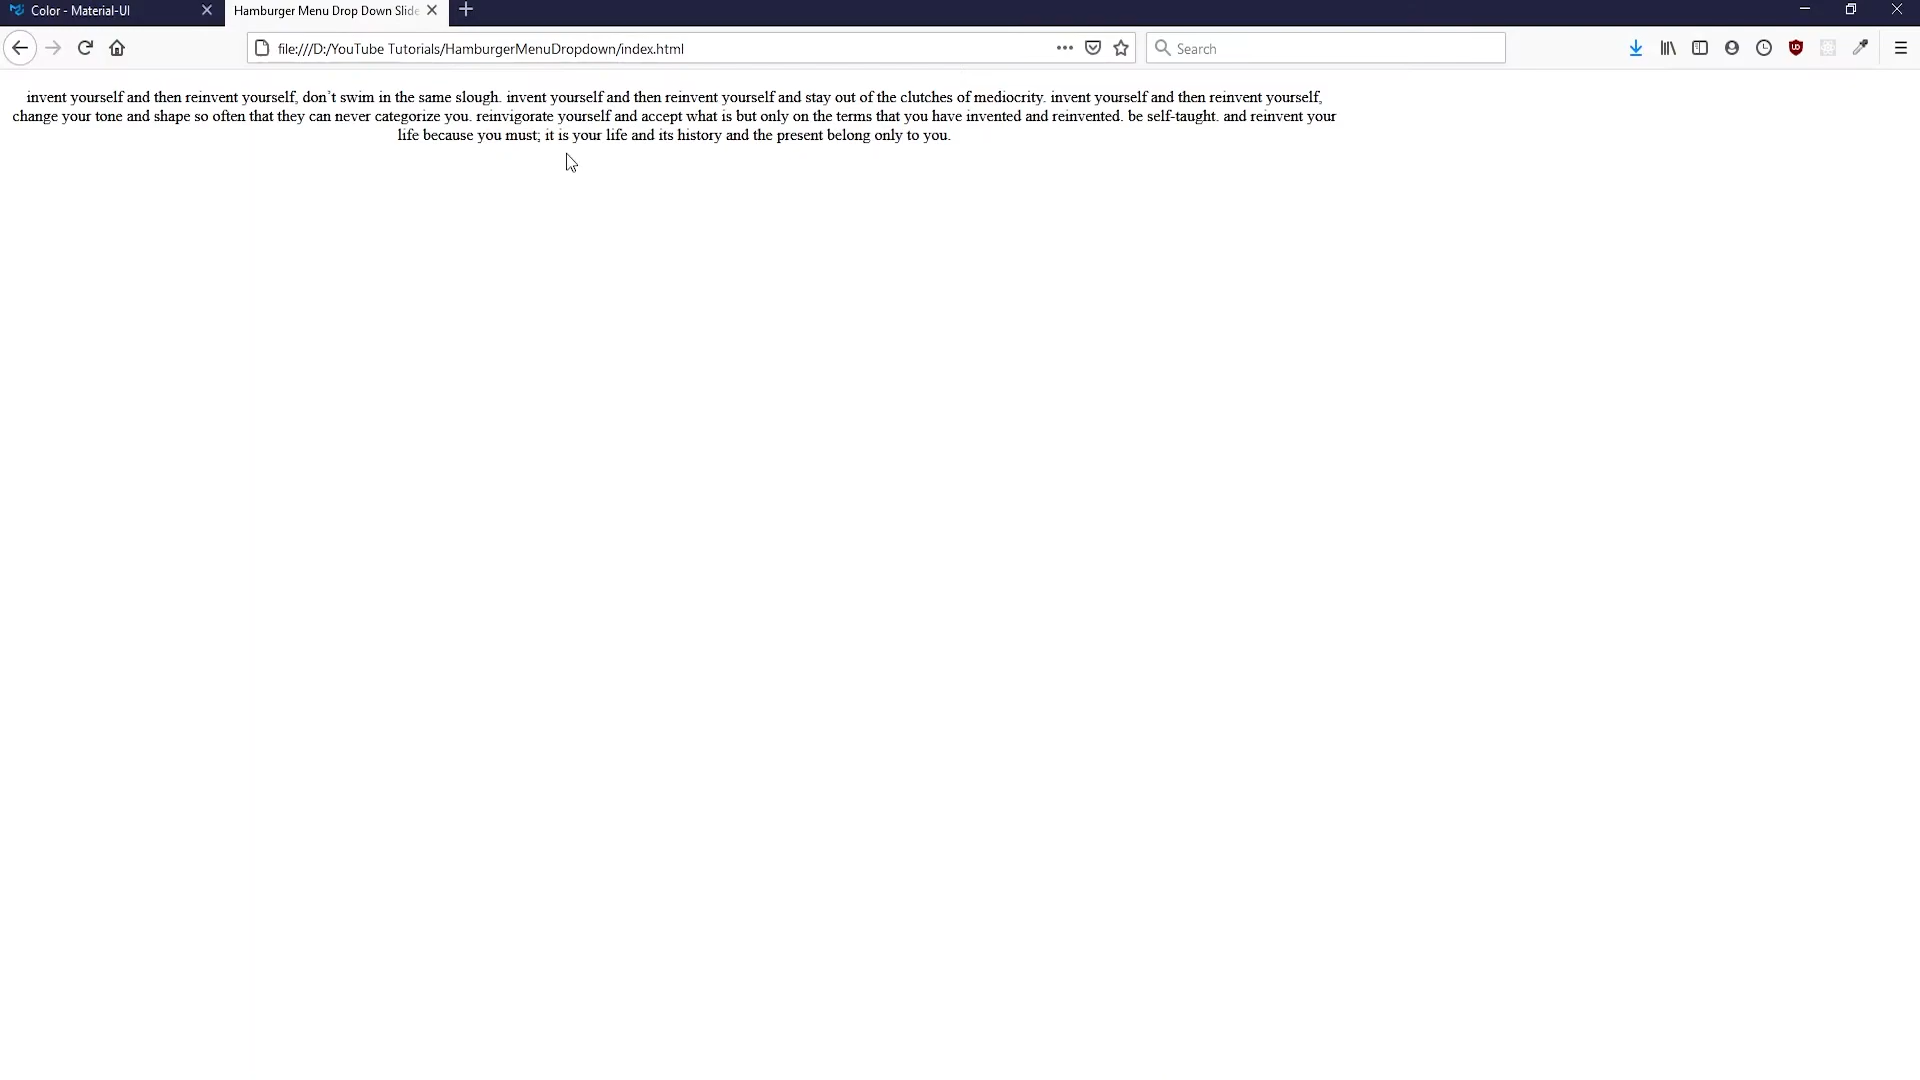 Color - Material-UI
Hamburger Menu Drop Down Slide
file:///D:/YouTube Tutorials/HamburgerMenuDropdown/index.html
Search
invent yourself and then reinvent yourself, don’t swim in the same slough. invent yourself and then reinvent yourself and stay out of the clutches of mediocrity. invent yourself and then reinvent yourself,
change your tone and shape so often that they can never categorize you. reinvigorate yourself and accept what is but only on the terms that you have invented and reinvented. be self-taught. and reinvent your
life because you must; it is your life and its history and the present belong only to you.